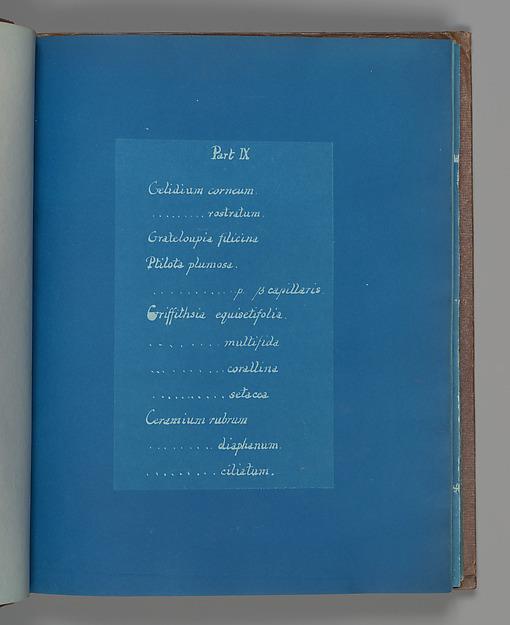 Part IX
Gelidium corneum.
......... rostratum.
Grateloupia filicina
Ptilota plumosa.
............ p. β capillaris.
Griffithsia equisetifolia.
......... multifida
......... corallina
.......... setacea
Ceramium rubrum
......... diaphanum.
......... ciliatum.